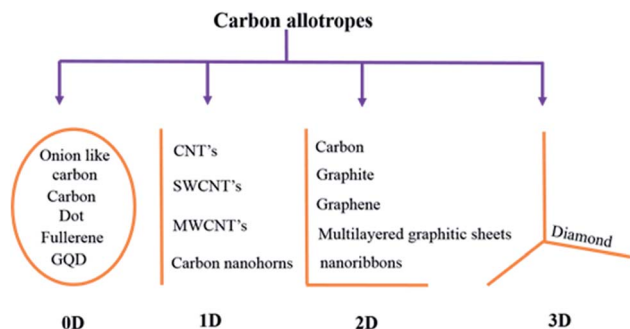 Carbon allotropes
Onion like
carbon
Carbon
Dot
Fullerene
GQD
0D
CNT's
SWCNT's
MWCNT's
Carbon nanohorns
1D
Carbon
Graphite
Graphene
Multilayered graphitic sheets
nanoribbons
2D
Diamond
3D